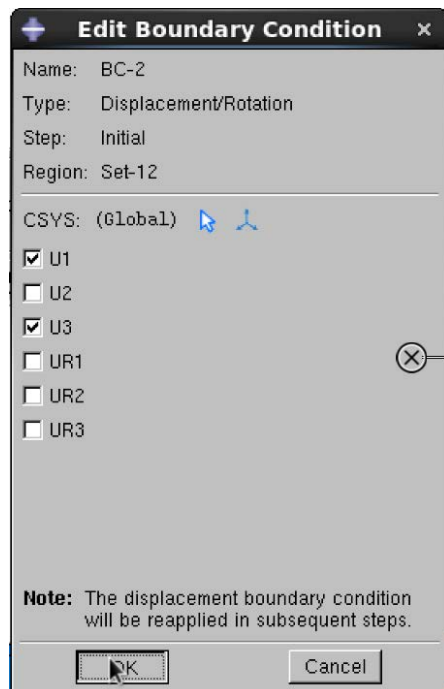 Edit Boundary Condition
Name: BC-2
Type: Displacement/Rotation
Step: Initial
Region: Set-12
CSYS: (Global)
U1
U2
U3
UR1
UR2
UR3
Note: The displacement boundary condition
will be reapplied in subsequent steps.
OK Cancel